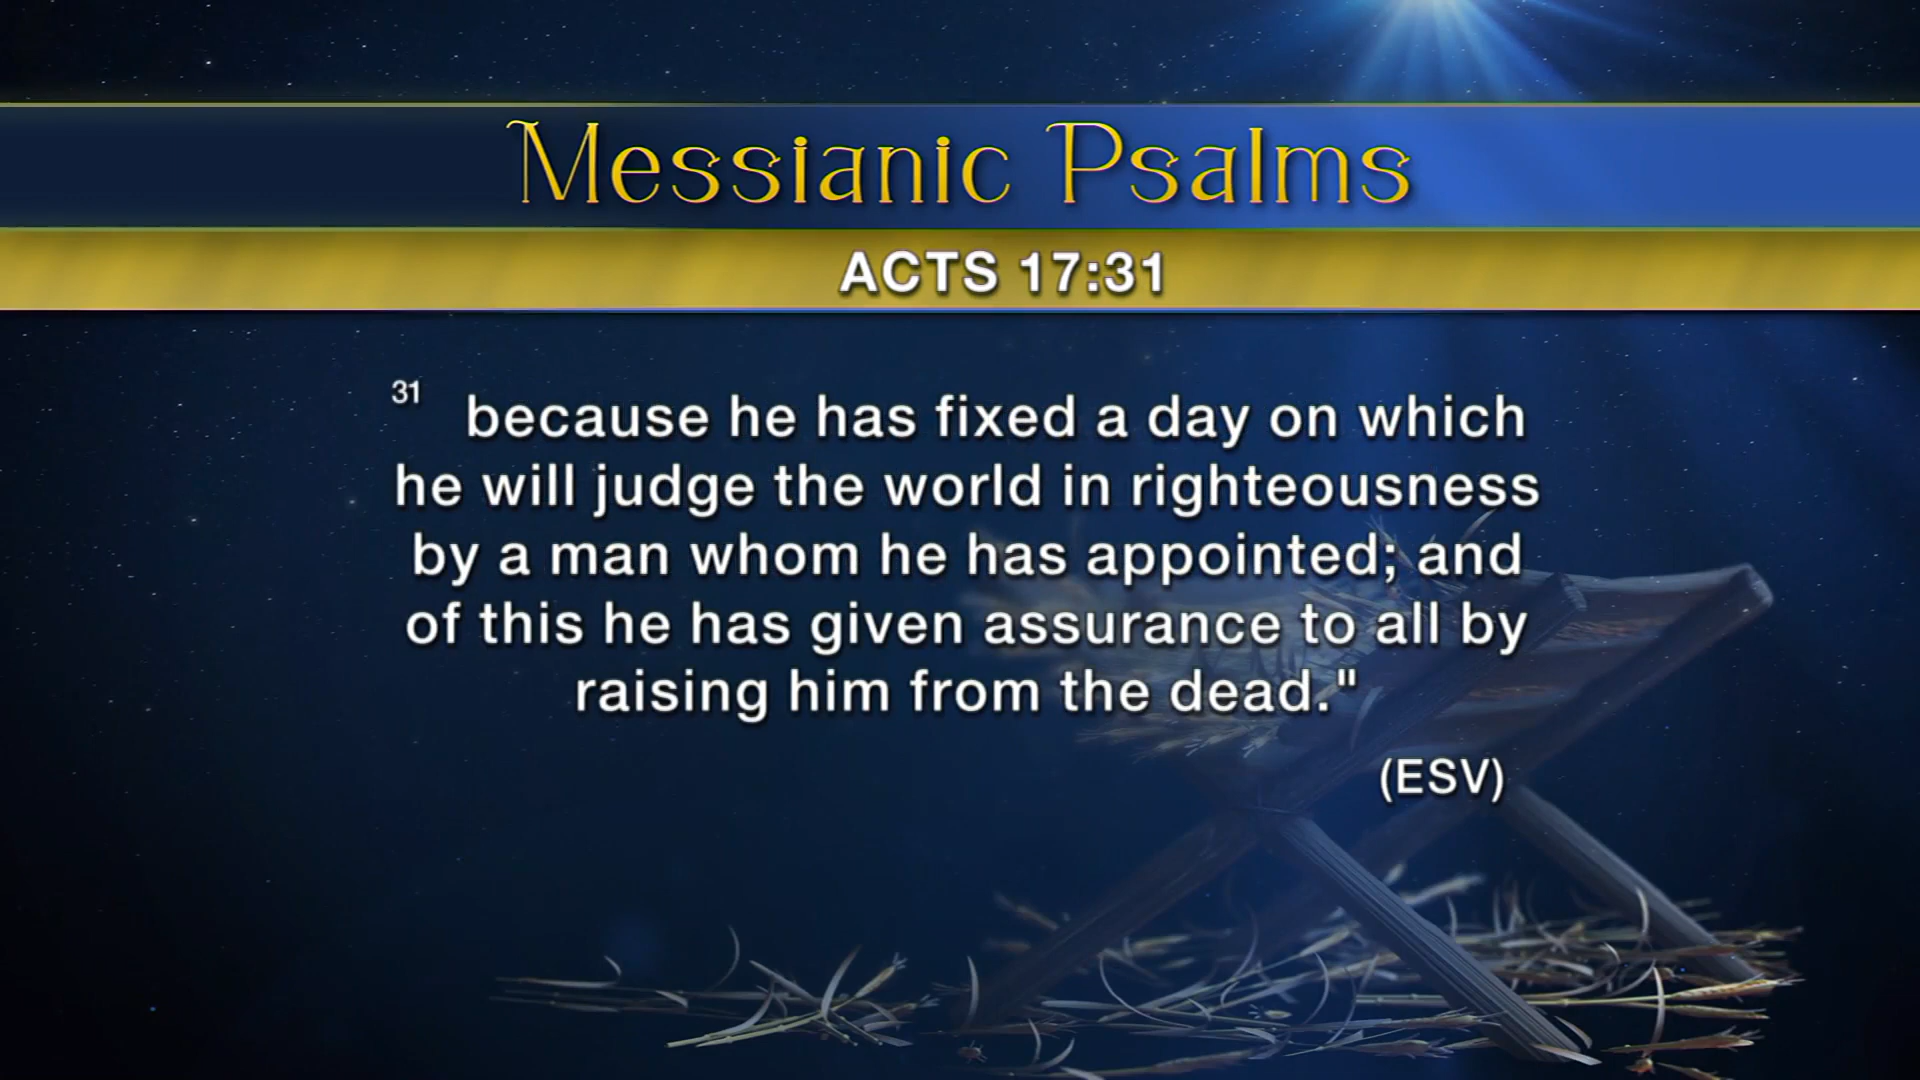 Messianic Psalms
ACTS 17:31
31 because he has fixed a day on which
he will judge the world in righteousness
by a man whom he has appointed; and
of this he has given assurance to all by
raising him from the dead."
(ESV)